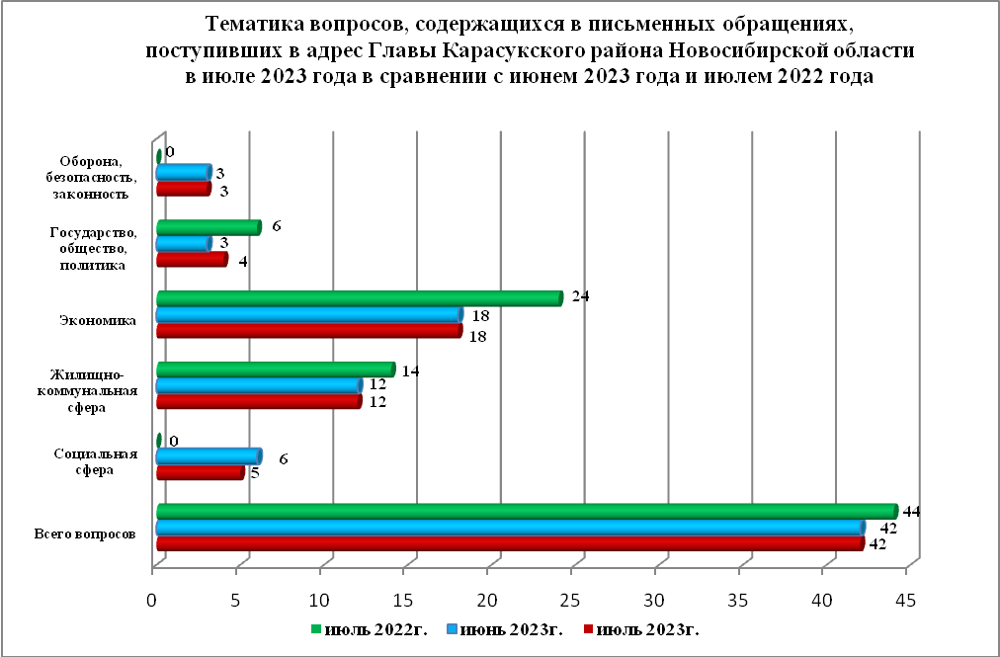 Тематика вопросов, содержащихся в письменных обращениях,
поступивших в адрес Главы Карасукского района Новосибирской области
в июле 2023 года в сравнении с июнем 2023 года и июлем 2022 года
Оборона,
безопасность,
законность
0
3
3
Государство,
общество,
политика
6
3
4
Экономика
24
18
18
Жилищно-
коммунальная
сфера
14
12
12
Социальная
сфера
0
6
5
Всего вопросов
44
42
42
0 5 10 15 20 25 30 35 40 45
июль 2022г. июнь 2023г. июль 2023г.